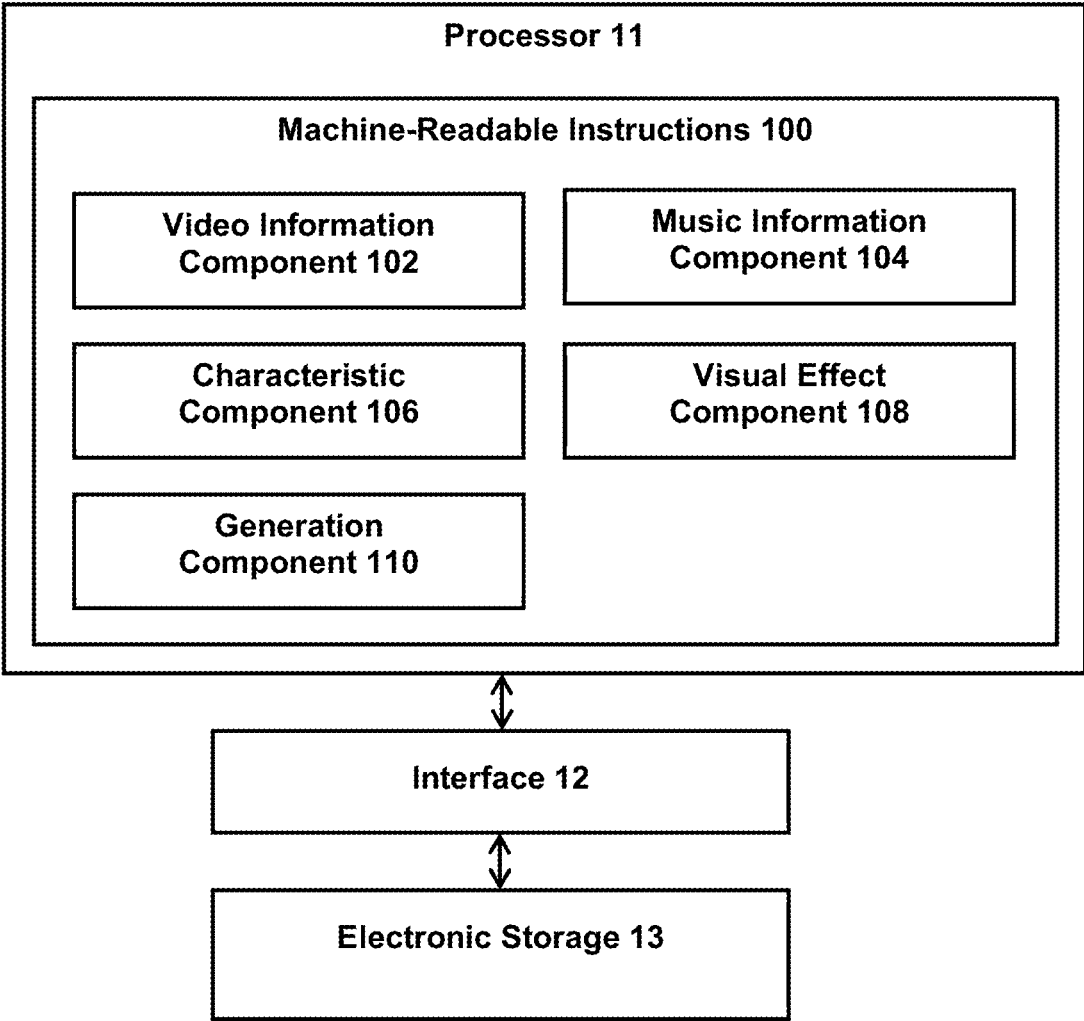 Processor 11
Machine-Readable Instructions 100
Video Information
Component 102
Music Information
Component 104
Characteristic
Component 106
Visual Effect
Component 108
Generation
Component 110
Interface 12
Electronic Storage 13